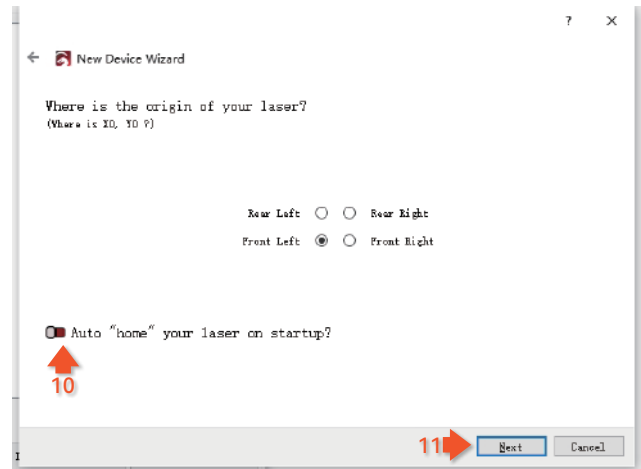 ? ×
← New Device Wizard
Where is the origin of your laser?
(Where is X0, Y0 ?)
Rear Left Rear Right
Front Left Front Right
Auto "home" your laser on startup?
10
11 Next Cancel